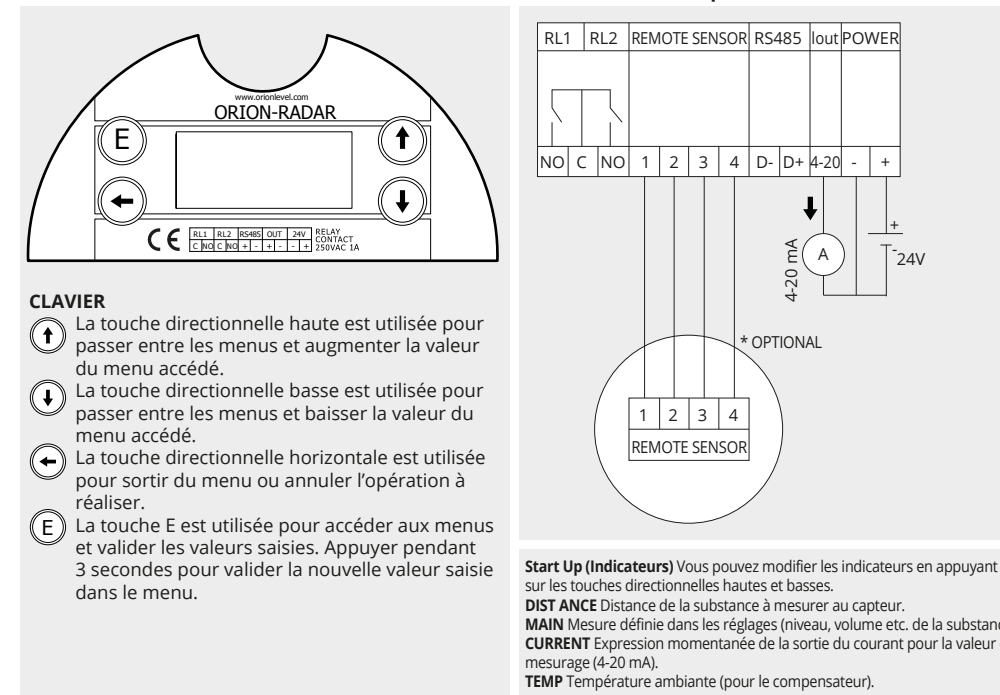 www.orionlevel.com
ORION-RADAR
E
CE
RL1 RL2 RS485 OUT 24V
C NO C NO + - + - - +
RELAY
CONTACT
250VAC 1A
CLAVIER
La touche directionnelle haute est utilisée pour
passer entre les menus et augmenter la valeur
du menu accédé.
La touche directionnelle basse est utilisée pour
passer entre les menus et baisser la valeur du
menu accédé.
La touche directionnelle horizontale est utilisée
pour sortir du menu ou annuler l'opération à
réaliser.
E La touche E est utilisée pour accéder aux menus
et valider les valeurs saisies. Appuyer pendant
3 secondes pour valider la nouvelle valeur saisie
dans le menu.
RL1 RL2 REMOTE SENSOR RS485 Iout POWER
NO C NO 1 2 3 4 D- D+ 4-20 - +
4-20 mA
A
+
-
24V
* OPTIONAL
1 2 3 4
REMOTE SENSOR
Start Up (Indicateurs) Vous pouvez modifier les indicateurs en appuyant
sur les touches directionnelles hautes et basses.
DIST ANCE Distance de la substance à mesurer au capteur.
MAIN Mesure définie dans les réglages (niveau, volume etc. de la substanc
CURRENT Expression momentanée de la sortie du courant pour la valeur
mesurage (4-20 mA).
TEMP Température ambiante (pour le compensateur).